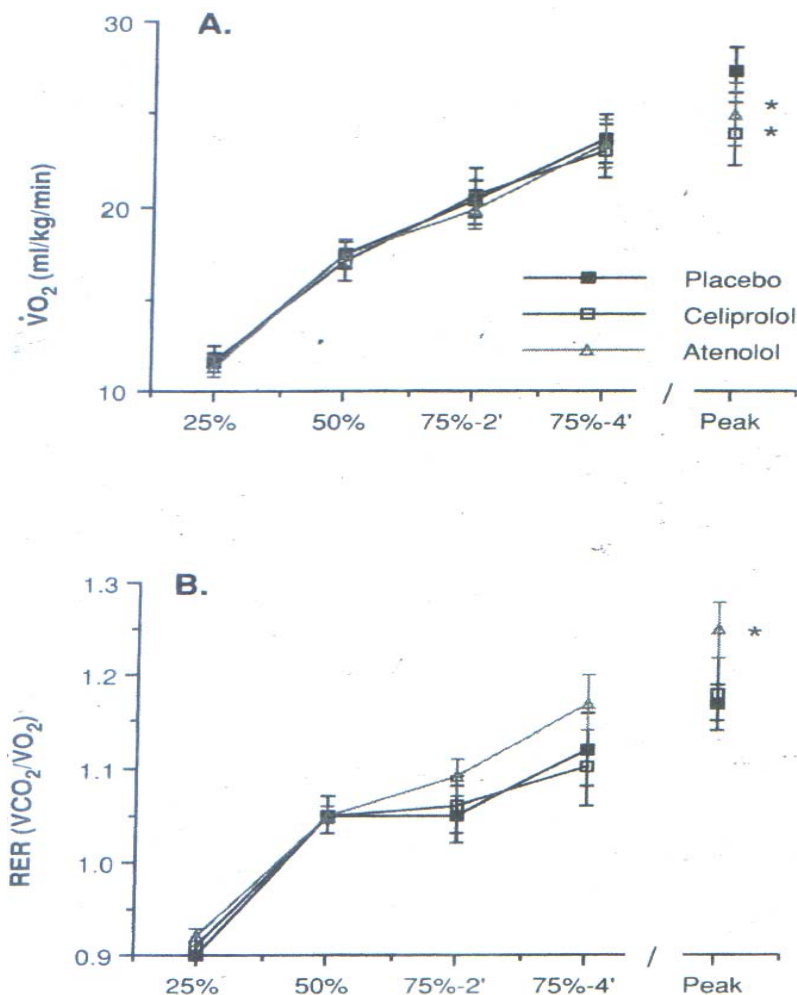 A.
30
20
10
V̇O₂ (ml/kg/min)
*
*
Placebo
Celiprolol
Atenolol
25% 50% 75%-2' 75%-4' / Peak
B.
1.3
1.2
1.1
1.0
0.9
RER (VCO₂/VO₂)
*
25% 50% 75%-2' 75%-4' / Peak